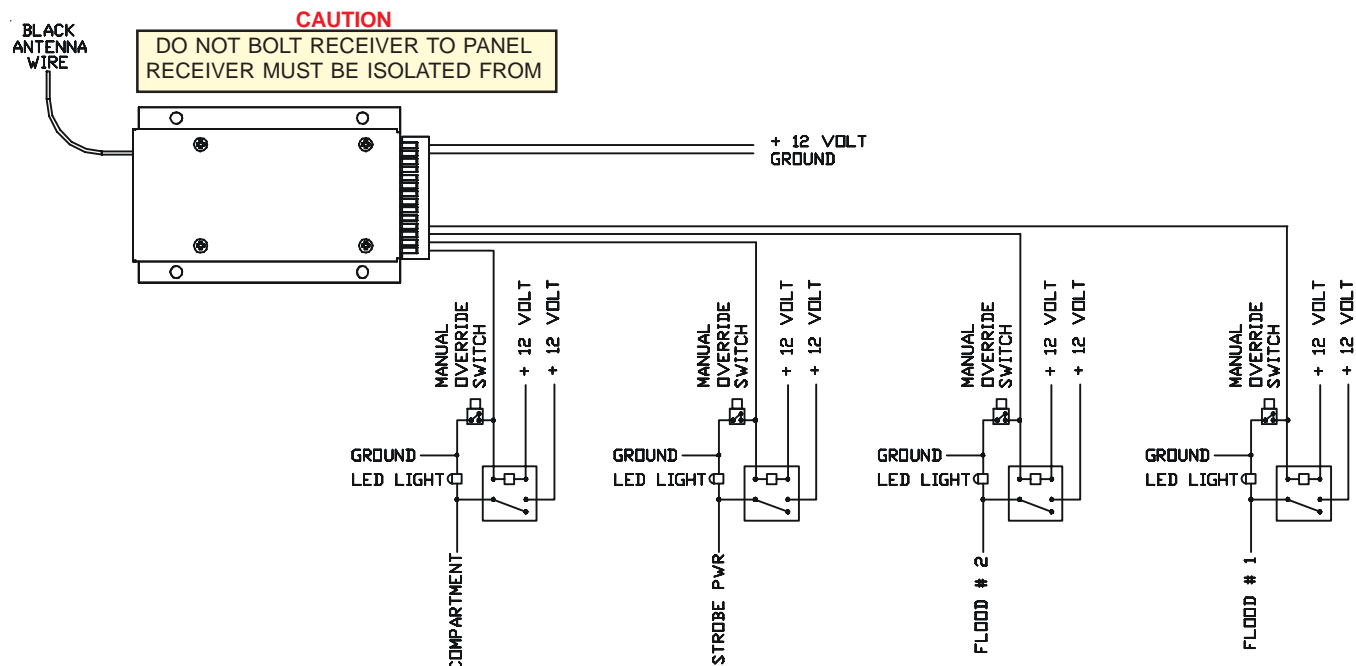 CAUTION
DO NOT BOLT RECEIVER TO PANEL
RECEIVER MUST BE ISOLATED FROM
BLACK
ANTENNA
WIRE
+ 12 VOLT
GROUND
MANUAL
OVERRIDE
SWITCH
+ 12 VOLT
+ 12 VOLT
GROUND
LED LIGHT
COMPARTMENT
MANUAL
OVERRIDE
SWITCH
+ 12 VOLT
+ 12 VOLT
GROUND
LED LIGHT
STROBE PWR
MANUAL
OVERRIDE
SWITCH
+ 12 VOLT
+ 12 VOLT
GROUND
LED LIGHT
FLOOD # 2
MANUAL
OVERRIDE
SWITCH
+ 12 VOLT
+ 12 VOLT
GROUND
LED LIGHT
FLOOD # 1